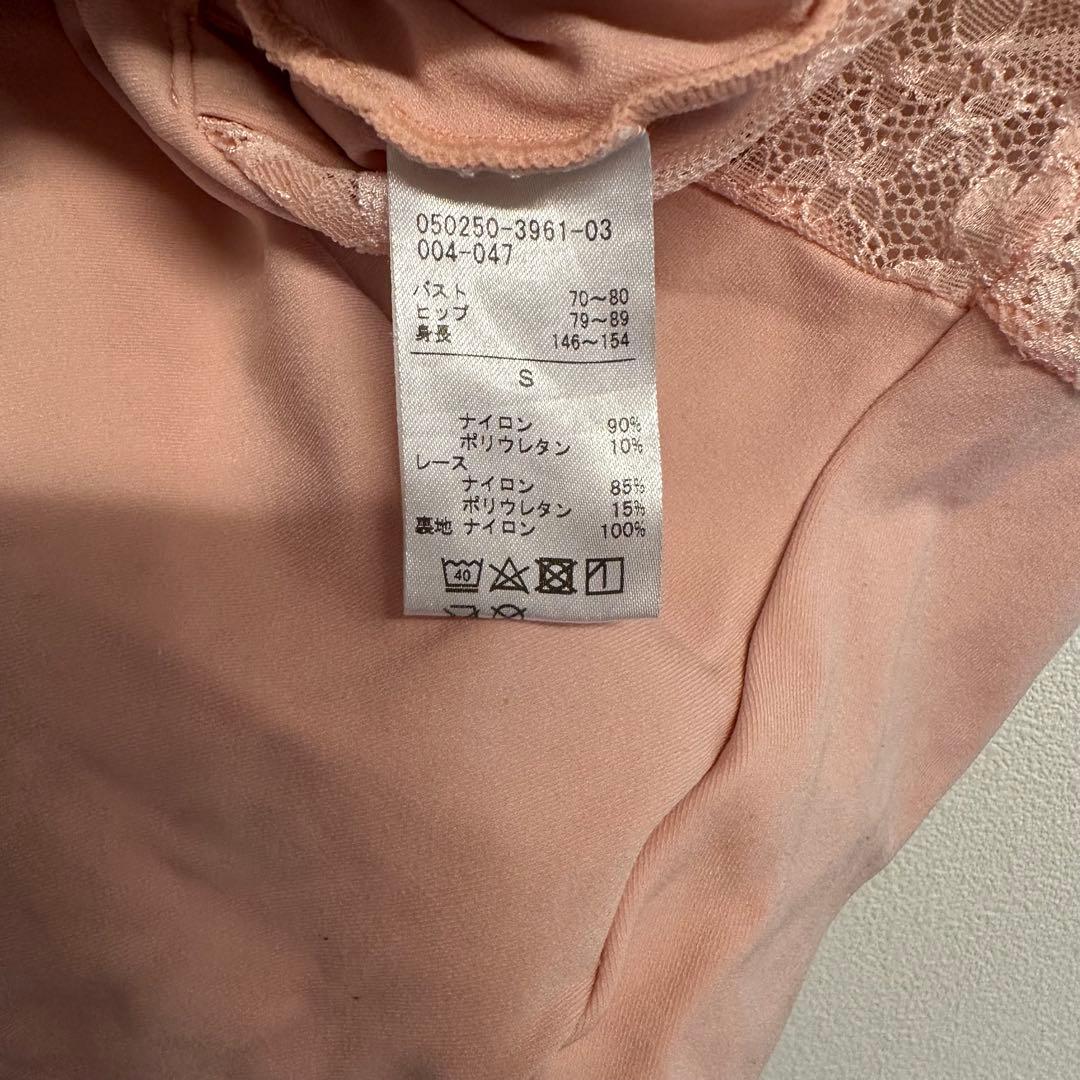 050250-3961-03
004-047
バスト 70~80
ヒップ 79~89
身長 146~154
S
ナイロン 90%
ポリウレタン 10%
レース
ナイロン 85%
ポリウレタン 15%
裏地 ナイロン 100%
40